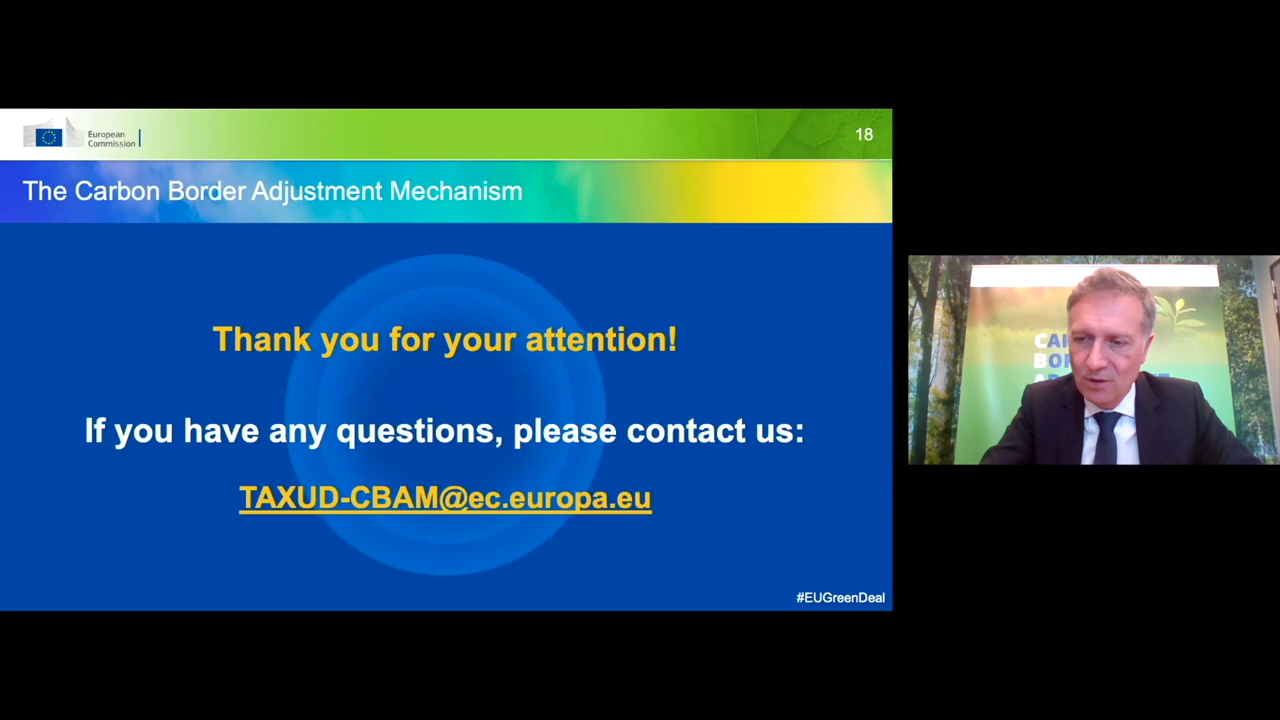 European
Commission
18
The Carbon Border Adjustment Mechanism
Thank you for your attention!
If you have any questions, please contact us:
TAXUD-CBAM@ec.europa.eu
#EUGreenDeal